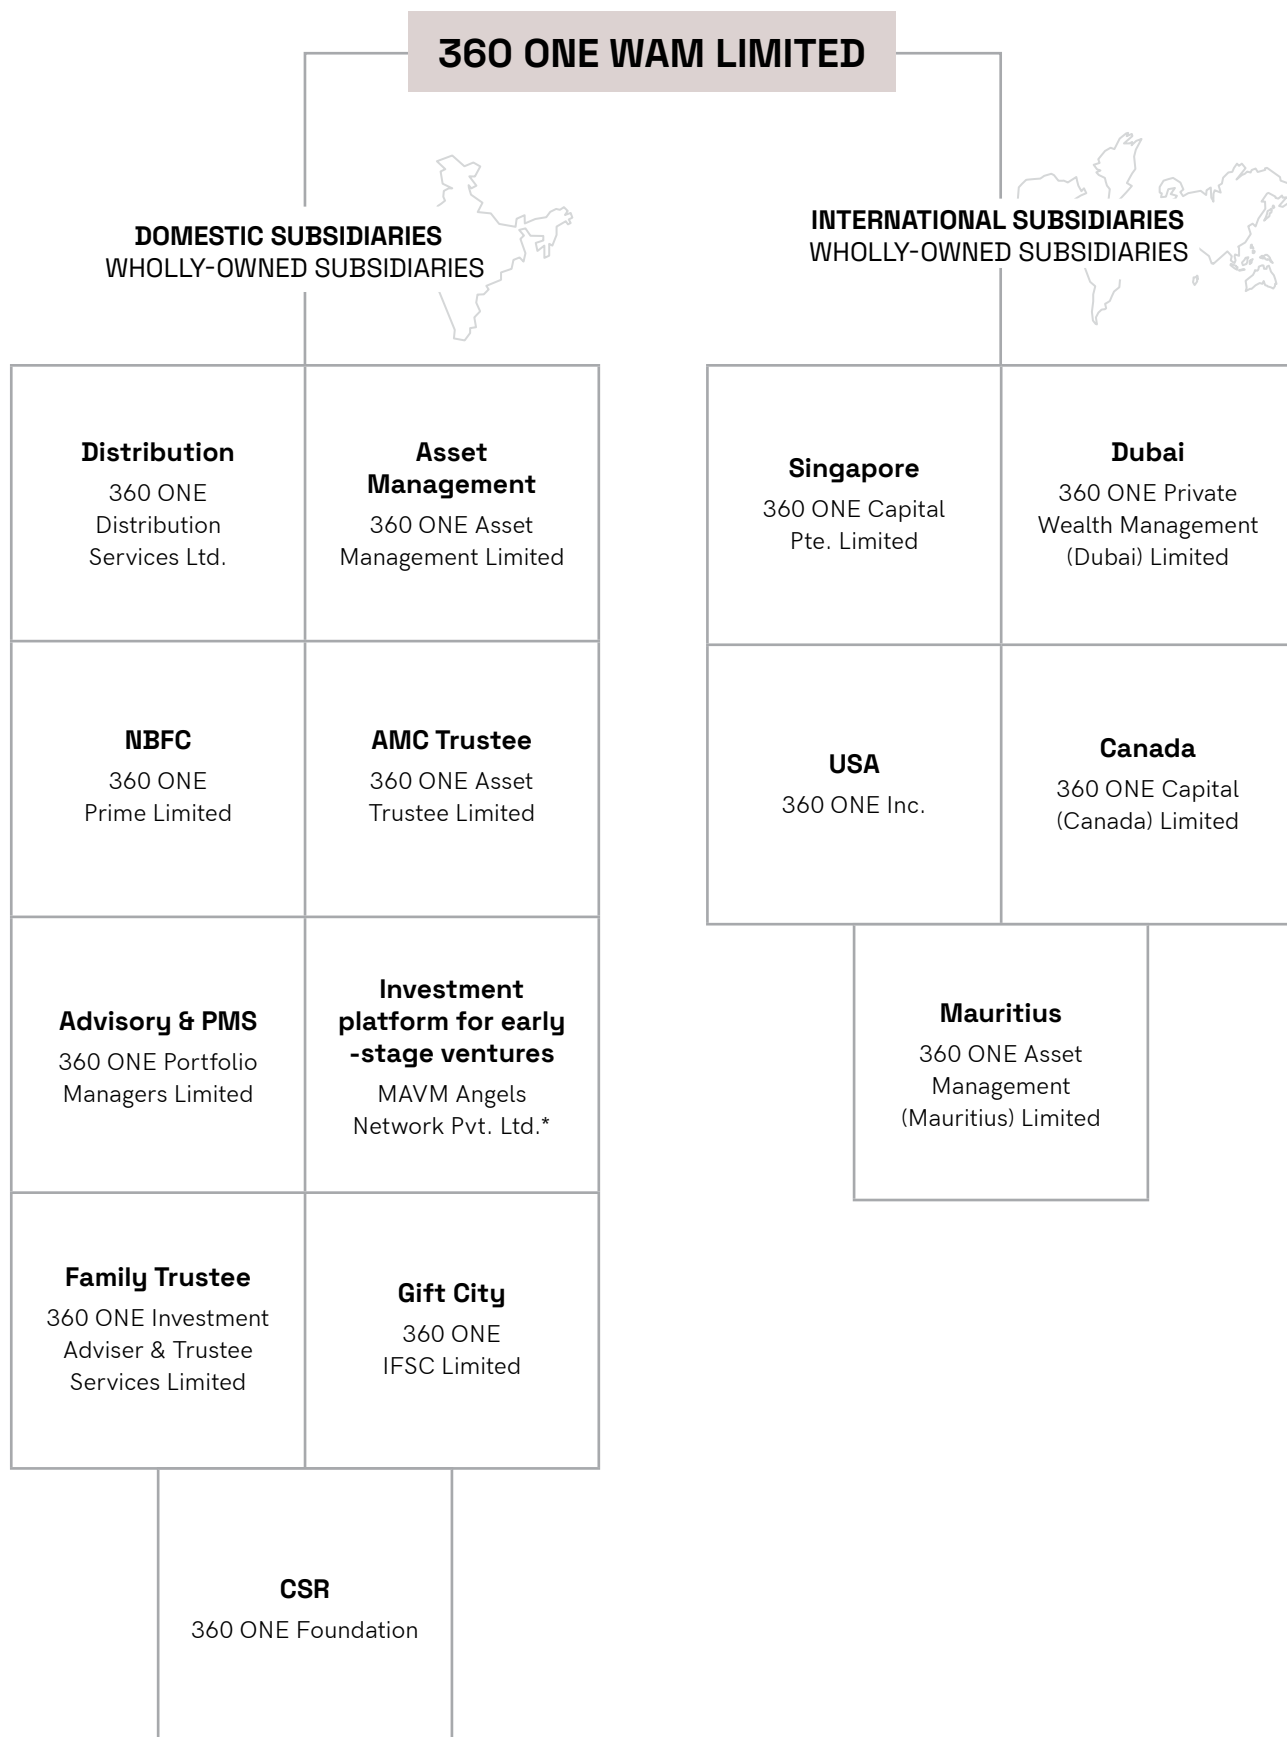 360 ONE WAM LIMITED
DOMESTIC SUBSIDIARIES
WHOLLY-OWNED SUBSIDIARIES
INTERNATIONAL SUBSIDIARIES
WHOLLY-OWNED SUBSIDIARIES
Distribution
360 ONE
Distribution
Services Ltd.
Asset
Management
360 ONE Asset
Management Limited
NBFC
360 ONE
Prime Limited
AMC Trustee
360 ONE Asset
Trustee Limited
Advisory & PMS
360 ONE Portfolio
Managers Limited
Investment
platform for early
-stage ventures
MAVM Angels
Network Pvt. Ltd.*
Family Trustee
360 ONE Investment
Adviser & Trustee
Services Limited
Gift City
360 ONE
IFSC Limited
CSR
360 ONE Foundation
Singapore
360 ONE Capital
Pte. Limited
Dubai
360 ONE Private
Wealth Management
(Dubai) Limited
USA
360 ONE Inc.
Canada
360 ONE Capital
(Canada) Limited
Mauritius
360 ONE Asset
Management
(Mauritius) Limited